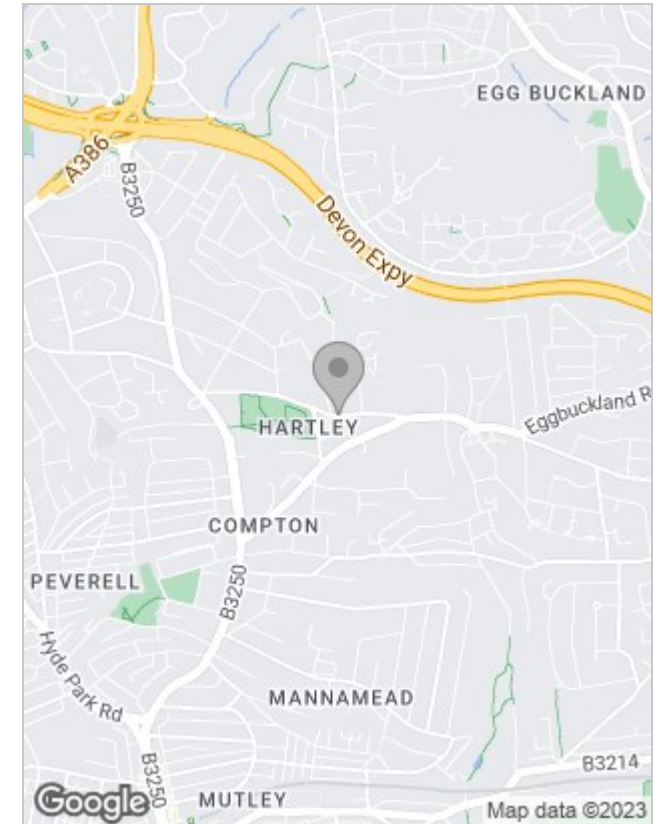 EGG BUCKLAND
A386
B3250
Devon Expy
Eggbuckland R
HARTLEY
COMPTON
PEVERELL
B3250
Hyde Park Rd
MANNAMEAD
B3250
B3214
MUTLEY
Google
Map data ©2023